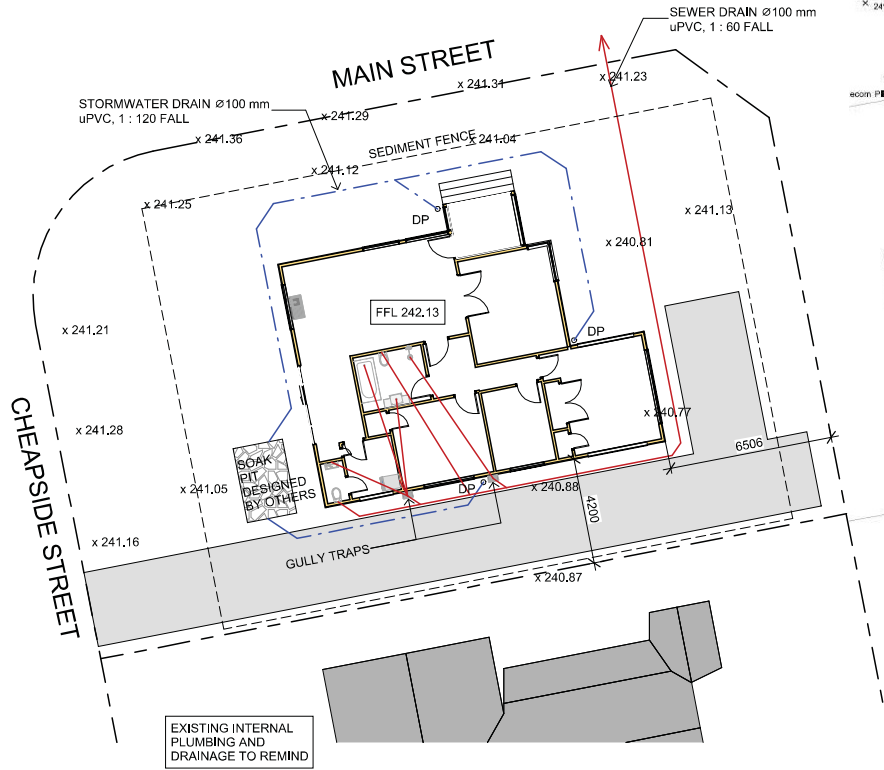 SEWER DRAIN Ø100 mm
uPVC, 1 : 60 FALL
× 24
MAIN STREET
x 241.23
x 241.31
ecom
STORMWATER DRAIN Ø100 mm
uPVC, 1 : 120 FALL
x 241.29
x 241.36
SEDIMENT FENCE
x 241.04
x 241.12
x 241.25
x 241.13
DP
x 240.81
FFL 242.13
x 241.21
DP
x 240.77
CHEAPSIDE STREET
x 241.28
6506
SOAK
PIT
DESIGNED
BY OTHERS
x 241.05
DP
x 240.88
4200
x 241.16
GULLY TRAPS
x 240.87
EXISTING INTERNAL
PLUMBING AND
DRAINAGE TO REMIND